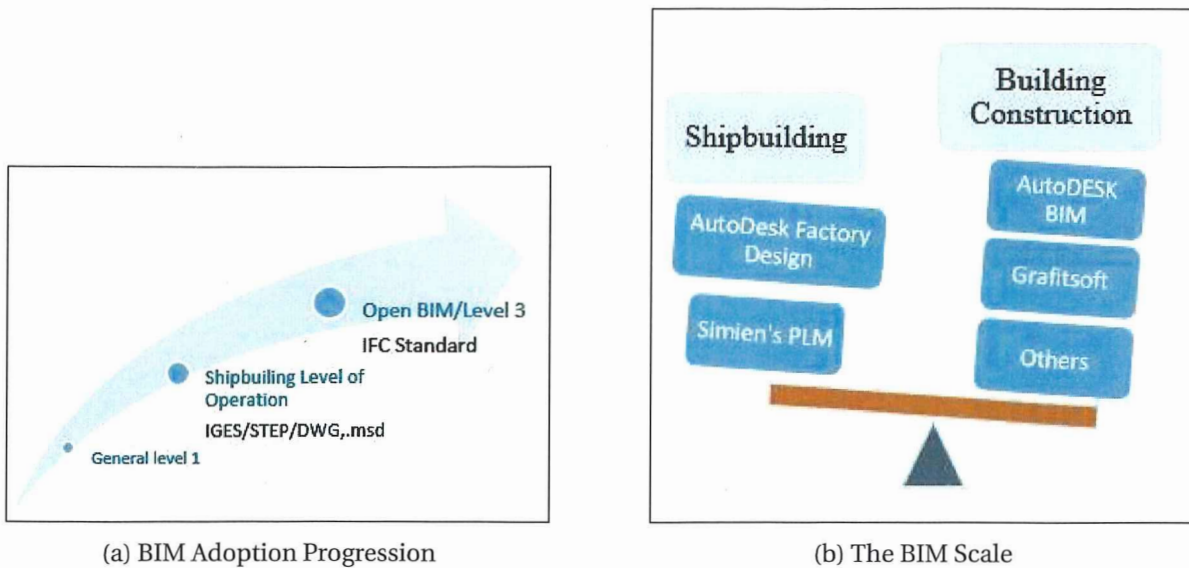 Open BIM/Level 3
IFC Standard
Shipbuiling Level of
Operation
IGES/STEP/DWG,.msd
General level 1
(a) BIM Adoption Progression
Shipbuilding
AutoDesk Factory
Design
Simien's PLM
Building
Construction
AutoDESK
BIM
Grafitsoft
Others
(b) The BIM Scale